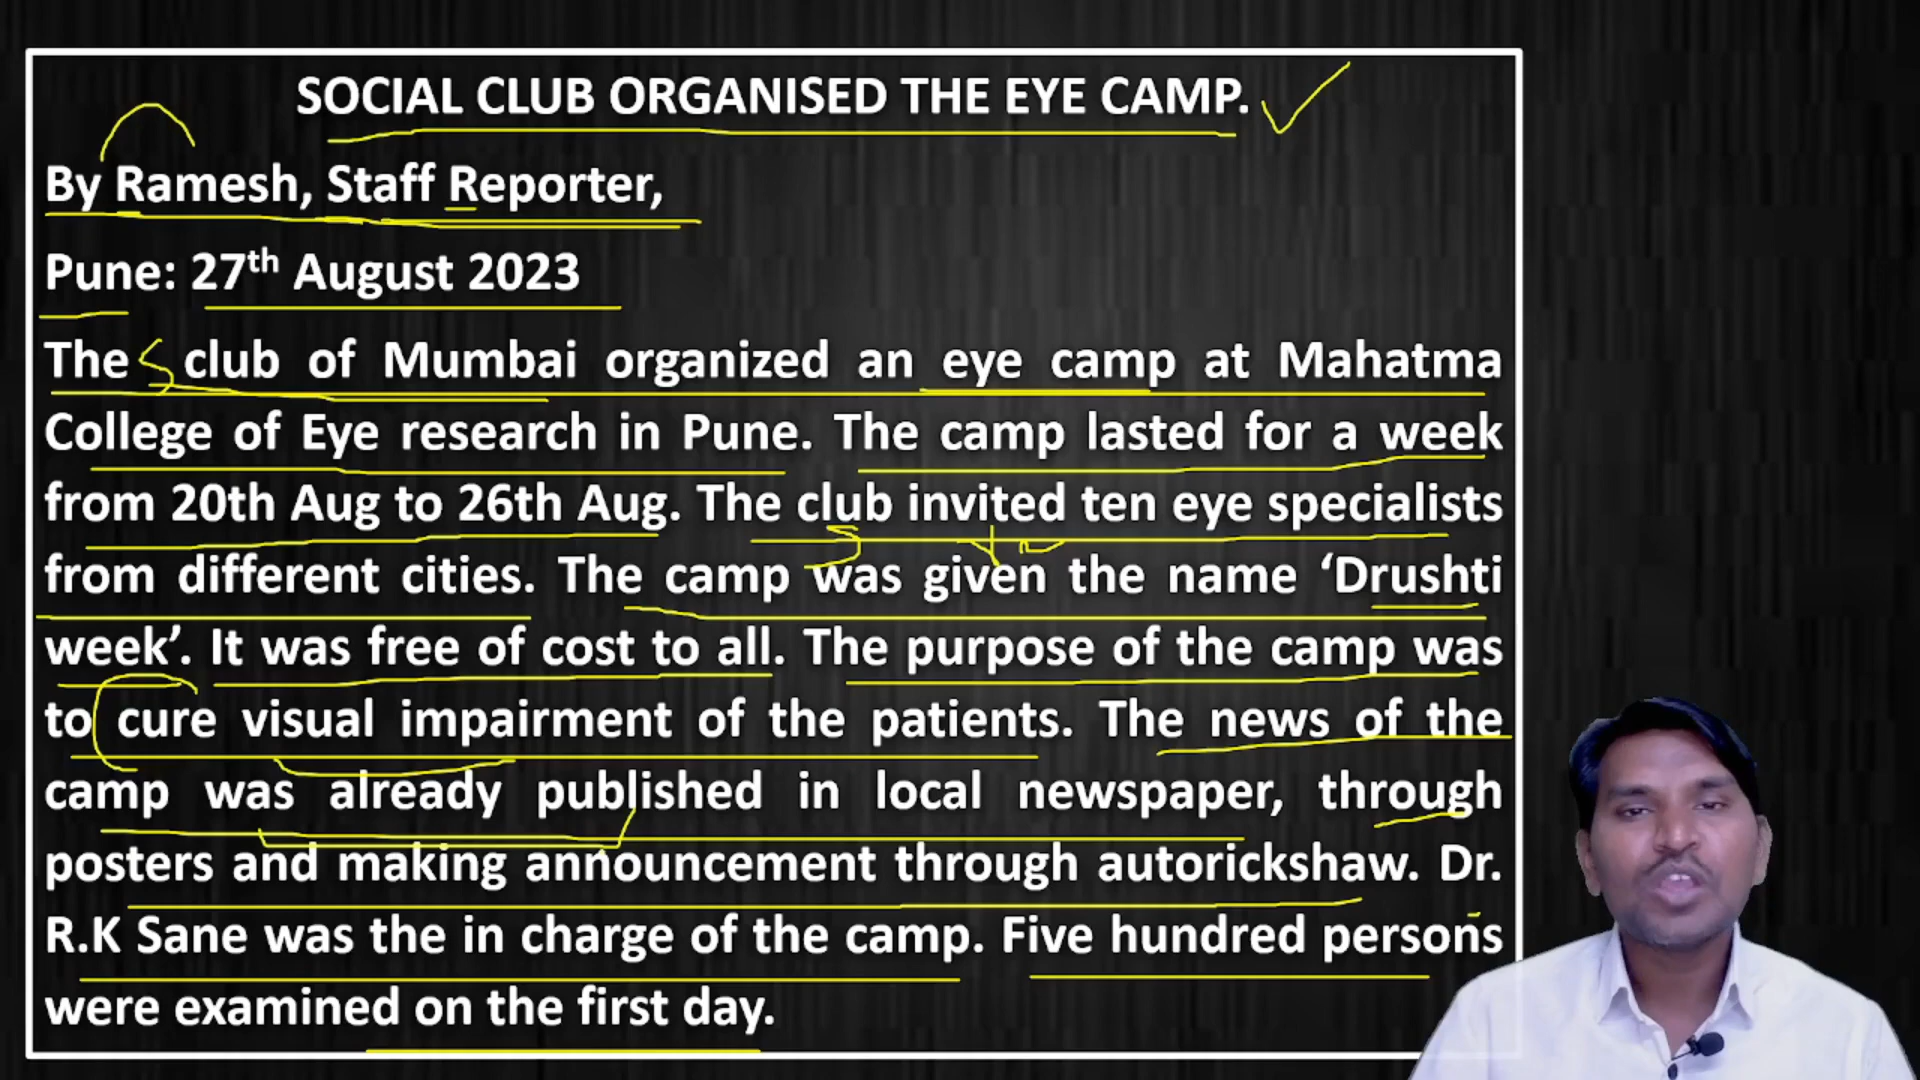 SOCIAL CLUB ORGANISED THE EYE CAMP.
By Ramesh, Staff Reporter,
Pune: 27th August 2023
The S club of Mumbai organized an eye camp at Mahatma
College of Eye research in Pune. The camp lasted for a week
from 20th Aug to 26th Aug. The club invited ten eye specialists
from different cities. The camp was given the name ‘Drushti
week’. It was free of cost to all. The purpose of the camp was
to cure visual impairment of the patients. The news of the
camp was already published in local newspaper, through
posters and making announcement through autorickshaw. Dr.
R.K Sane was the in charge of the camp. Five hundred persons
were examined on the first day.